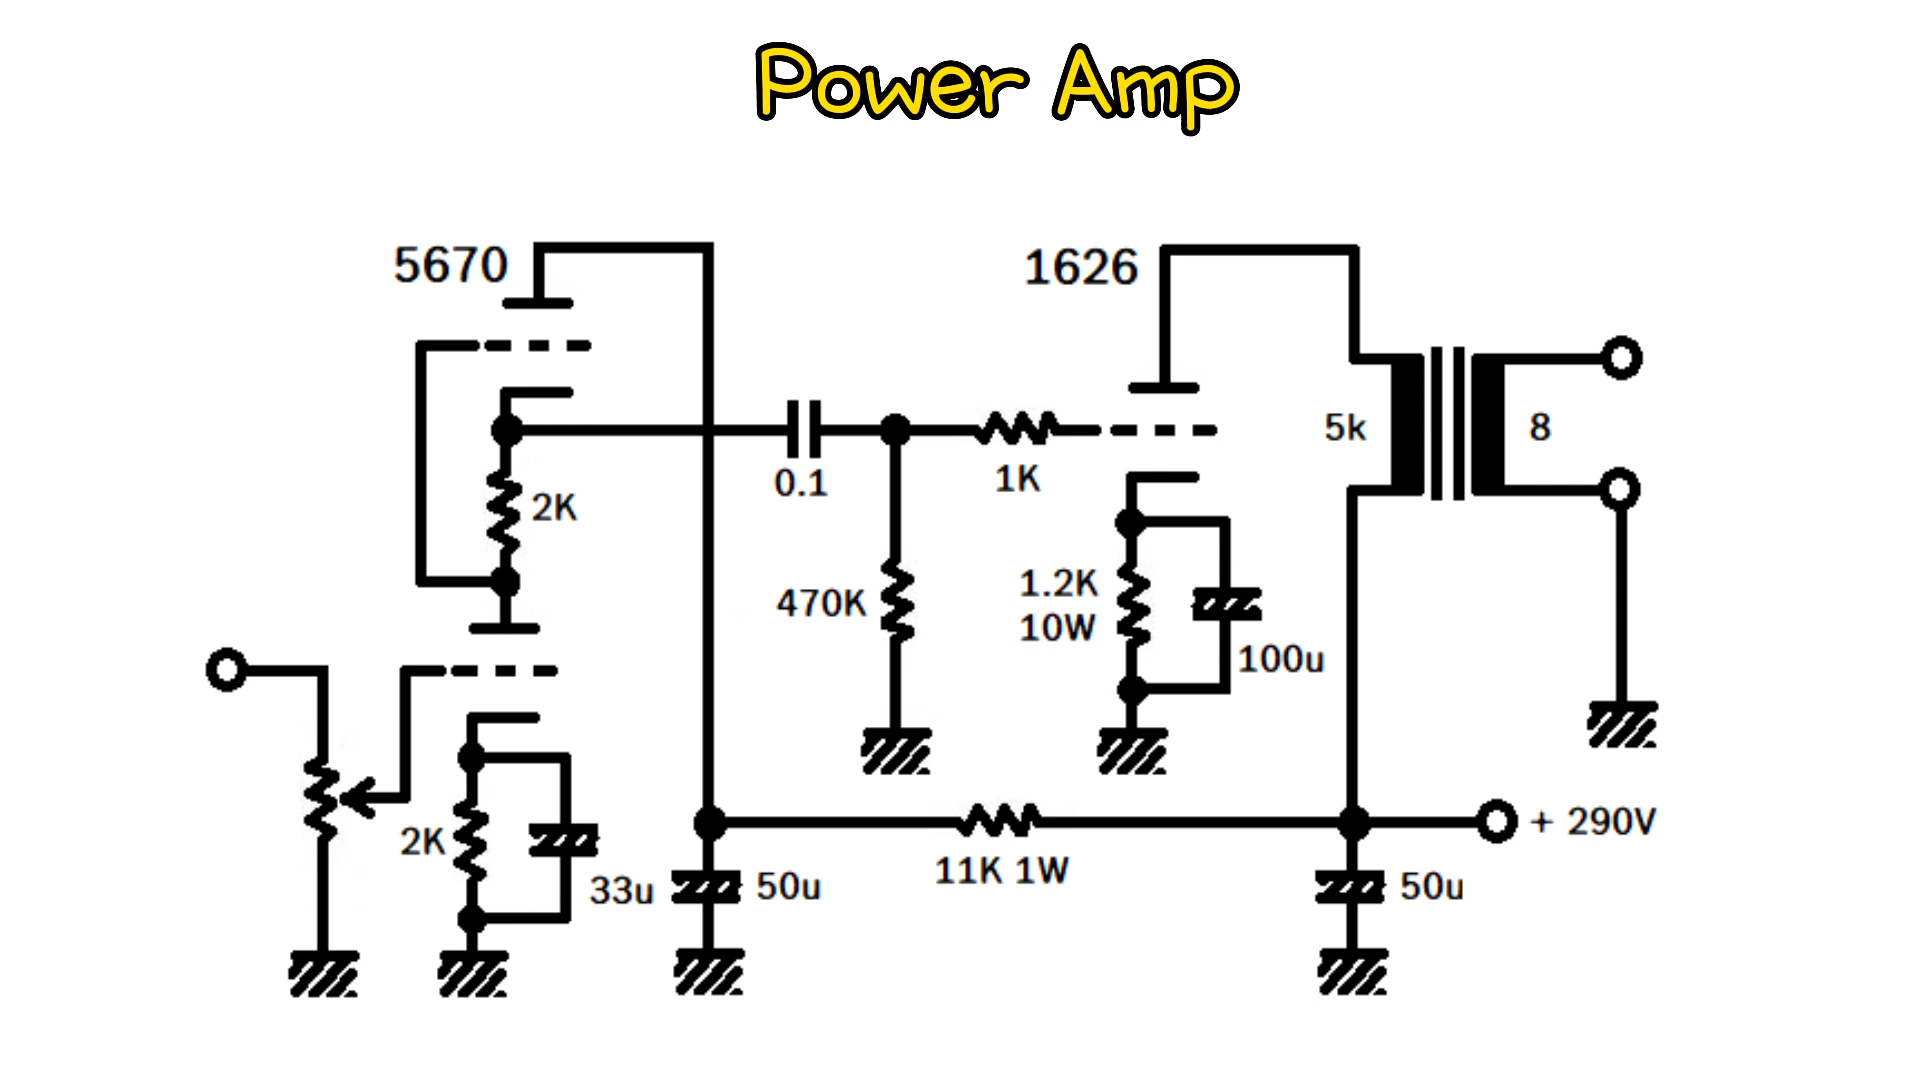 Power Amp
5670
1626
5k
8
0.1
1K
2K
470K
1.2K
10W
100u
2K
33u
50u
11K 1W
50u
+ 290V